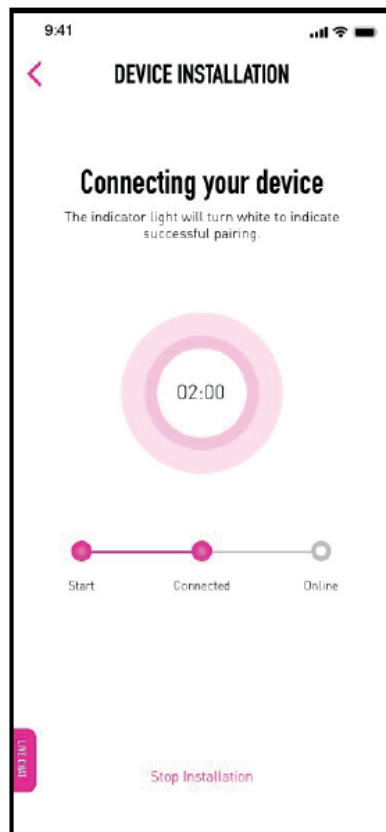 9:41
DEVICE INSTALLATION
Connecting your device
The indicator light will turn white to indicate
successful pairing.
02:00
Start Connected Online
LIVE CHAT
Stop Installation